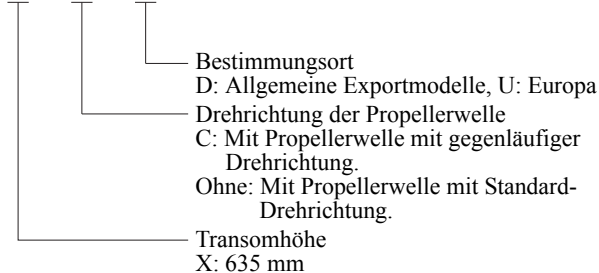 Bestimmungsort
D: Allgemeine Exportmodelle, U: Europa
Drehrichtung der Propellerwelle
C: Mit Propellerwelle mit gegenläufiger
Drehrichtung.
Ohne: Mit Propellerwelle mit Standard-
Drehrichtung.
Transomhöhe
X: 635 mm